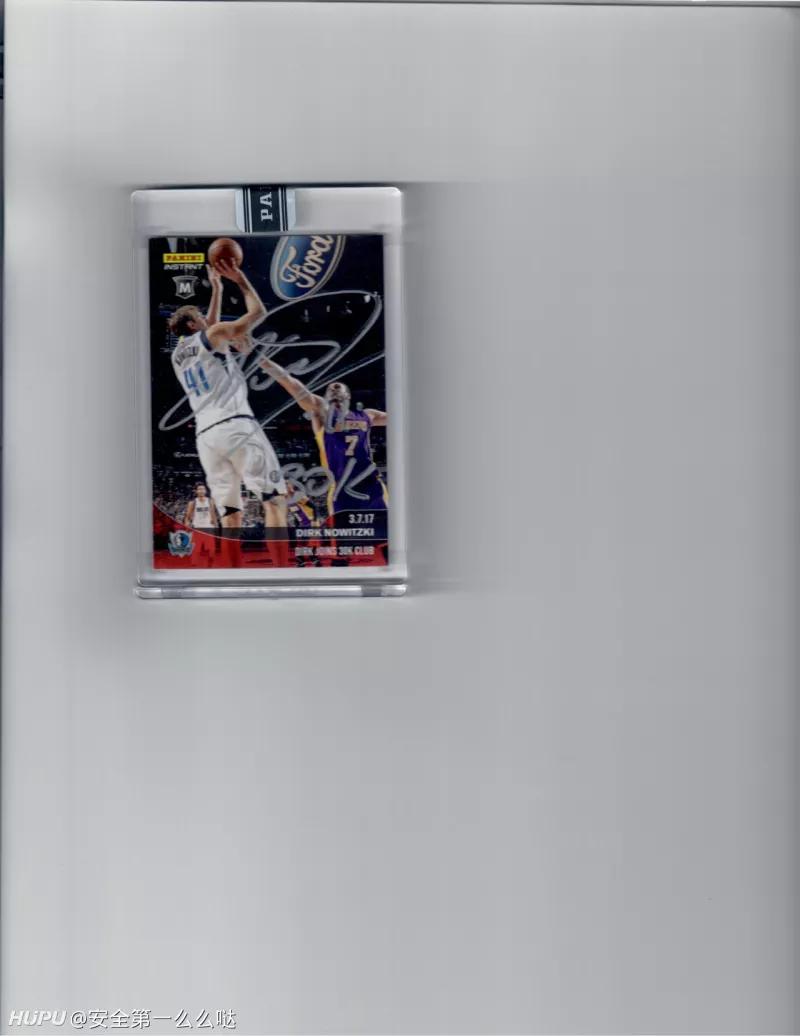 PA
PANINI
INSTANT
M
Ford
NOWITZKI
41
7
30K
3.7.17
DIRK NOWITZKI
DIRK JOINS 30K CLUB
HUPU @安全第一么么哒